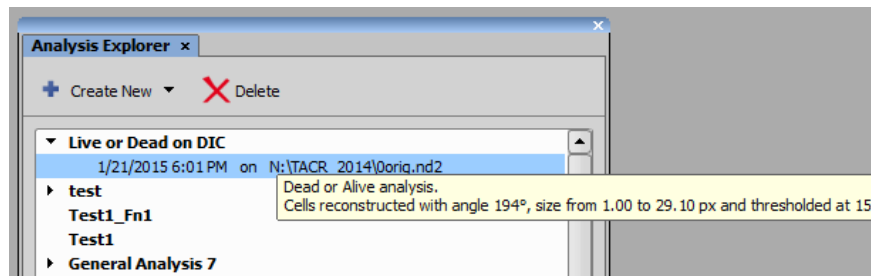 Analysis Explorer ×
Create New Delete
Live or Dead on DIC
1/21/2015 6:01 PM on N:\TACR_2014\0orig.nd2
Dead or Alive analysis.
test
Cells reconstructed with angle 194°, size from 1.00 to 29.10 px and thresholded at 15
Test1_Fn1
Test1
General Analysis 7